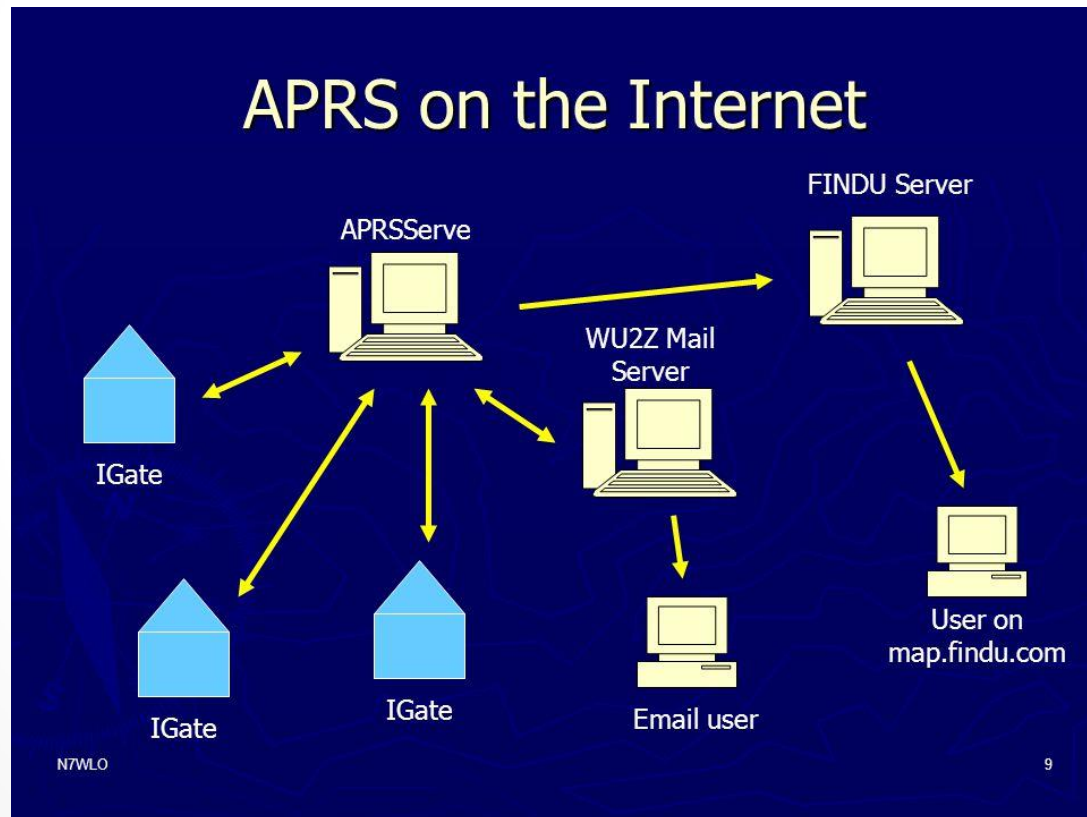 APRS on the Internet
FINDU Server
APRSServe
WU2Z Mail
Server
IGate
User on
map.findu.com
IGate
IGate
Email user
N7WLO
9